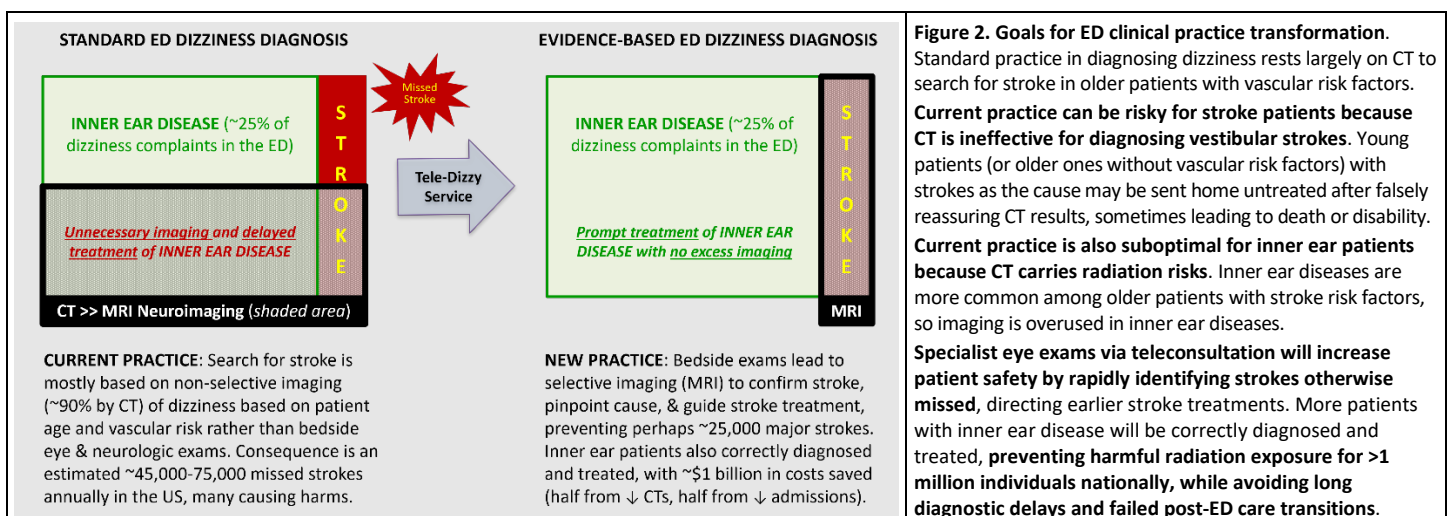 STANDARD ED DIZZINESS DIAGNOSIS
INNER EAR DISEASE (~25% of
dizziness complaints in the ED)
Unnecessary imaging and delayed
treatment of INNER EAR DISEASE
STROKE
CT >> MRI Neuroimaging (shaded area)
Missed
Stroke
Tele-Dizzy
Service
EVIDENCE-BASED ED DIZZINESS DIAGNOSIS
INNER EAR DISEASE (~25% of
dizziness complaints in the ED)
Prompt treatment of INNER EAR
DISEASE with no excess imaging
STROKE
MRI
CURRENT PRACTICE: Search for stroke is
mostly based on non-selective imaging
(~90% by CT) of dizziness based on patient
age and vascular risk rather than bedside
eye & neurologic exams. Consequence is an
estimated ~45,000-75,000 missed strokes
annually in the US, many causing harms.
NEW PRACTICE: Bedside exams lead to
selective imaging (MRI) to confirm stroke,
pinpoint cause, & guide stroke treatment,
preventing perhaps ~25,000 major strokes.
Inner ear patients also correctly diagnosed
and treated, with ~$1 billion in costs saved
(half from ↓ CTs, half from ↓ admissions).
Figure 2. Goals for ED clinical practice transformation.
Standard practice in diagnosing dizziness rests largely on CT to
search for stroke in older patients with vascular risk factors.
Current practice can be risky for stroke patients because
CT is ineffective for diagnosing vestibular strokes. Young
patients (or older ones without vascular risk factors) with
strokes as the cause may be sent home untreated after falsely
reassuring CT results, sometimes leading to death or disability.
Current practice is also suboptimal for inner ear patients
because CT carries radiation risks. Inner ear diseases are
more common among older patients with stroke risk factors,
so imaging is overused in inner ear diseases.
Specialist eye exams via teleconsultation will increase
patient safety by rapidly identifying strokes otherwise
missed, directing earlier stroke treatments. More patients
with inner ear disease will be correctly diagnosed and
treated, preventing harmful radiation exposure for >1
million individuals nationally, while avoiding long
diagnostic delays and failed post-ED care transitions.